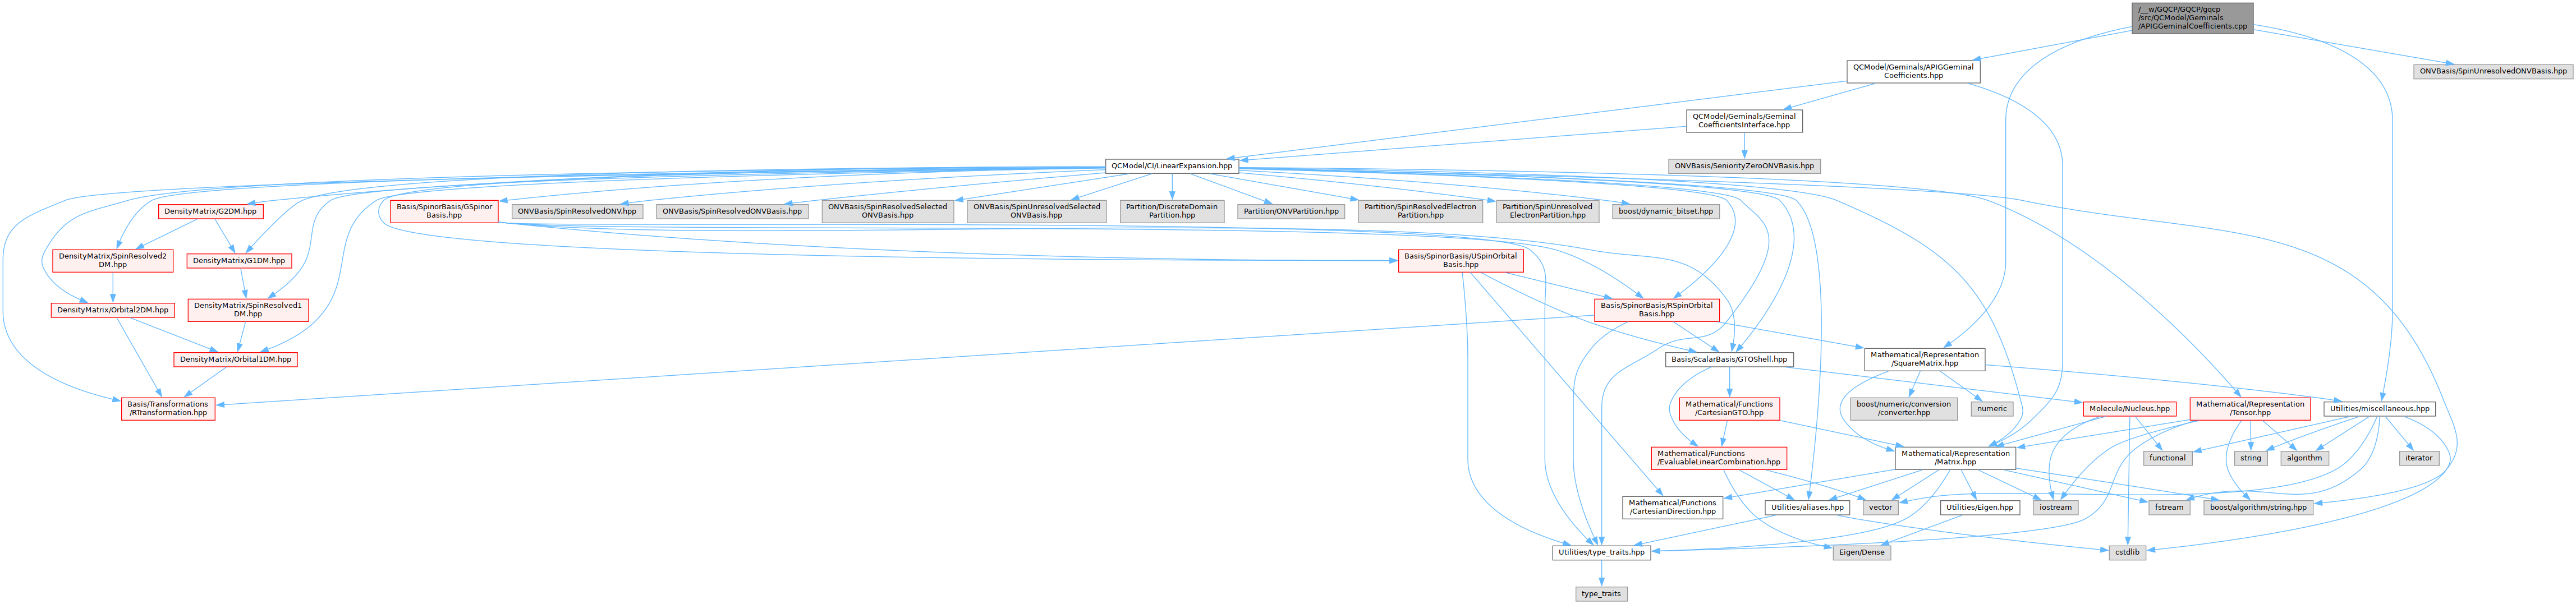 /__w/GQCP/GQCP/gqcp
/src/QCModel/Geminals
/APIGGeminalCoefficients.cpp
QCModel/Geminals/APIGGeminal
Coefficients.hpp
ONVBasis/SpinUnresolvedONVBasis.hpp
QCModel/Geminals/Geminal
CoefficientsInterface.hpp
QCModel/CI/LinearExpansion.hpp
ONVBasis/SeniorityZeroONVBasis.hpp
DensityMatrix/G2DM.hpp
Basis/SpinorBasis/GSpinor
Basis.hpp
ONVBasis/SpinResolvedONV.hpp
ONVBasis/SpinResolvedONVBasis.hpp
ONVBasis/SpinResolvedSelected
ONVBasis.hpp
ONVBasis/SpinUnresolvedSelected
ONVBasis.hpp
Partition/DiscreteDomain
Partition.hpp
Partition/ONVPartition.hpp
Partition/SpinResolvedElectron
Partition.hpp
Partition/SpinUnresolved
ElectronPartition.hpp
boost/dynamic_bitset.hpp
DensityMatrix/SpinResolved2
DM.hpp
DensityMatrix/G1DM.hpp
Basis/SpinorBasis/USpinOrbital
Basis.hpp
DensityMatrix/Orbital2DM.hpp
DensityMatrix/SpinResolved1
DM.hpp
Basis/SpinorBasis/RSpinOrbital
Basis.hpp
DensityMatrix/Orbital1DM.hpp
Basis/ScalarBasis/GTOShell.hpp
Mathematical/Representation
/SquareMatrix.hpp
Basis/Transformations
/RTransformation.hpp
Mathematical/Functions
/CartesianGTO.hpp
boost/numeric/conversion
/converter.hpp
numeric
Molecule/Nucleus.hpp
Mathematical/Representation
/Tensor.hpp
Utilities/miscellaneous.hpp
Mathematical/Functions
/EvaluableLinearCombination.hpp
Mathematical/Representation
/Matrix.hpp
functional
string
algorithm
iterator
Mathematical/Functions
/CartesianDirection.hpp
Utilities/aliases.hpp
vector
Utilities/Eigen.hpp
iostream
fstream
boost/algorithm/string.hpp
Utilities/type_traits.hpp
Eigen/Dense
cstdlib
type_traits